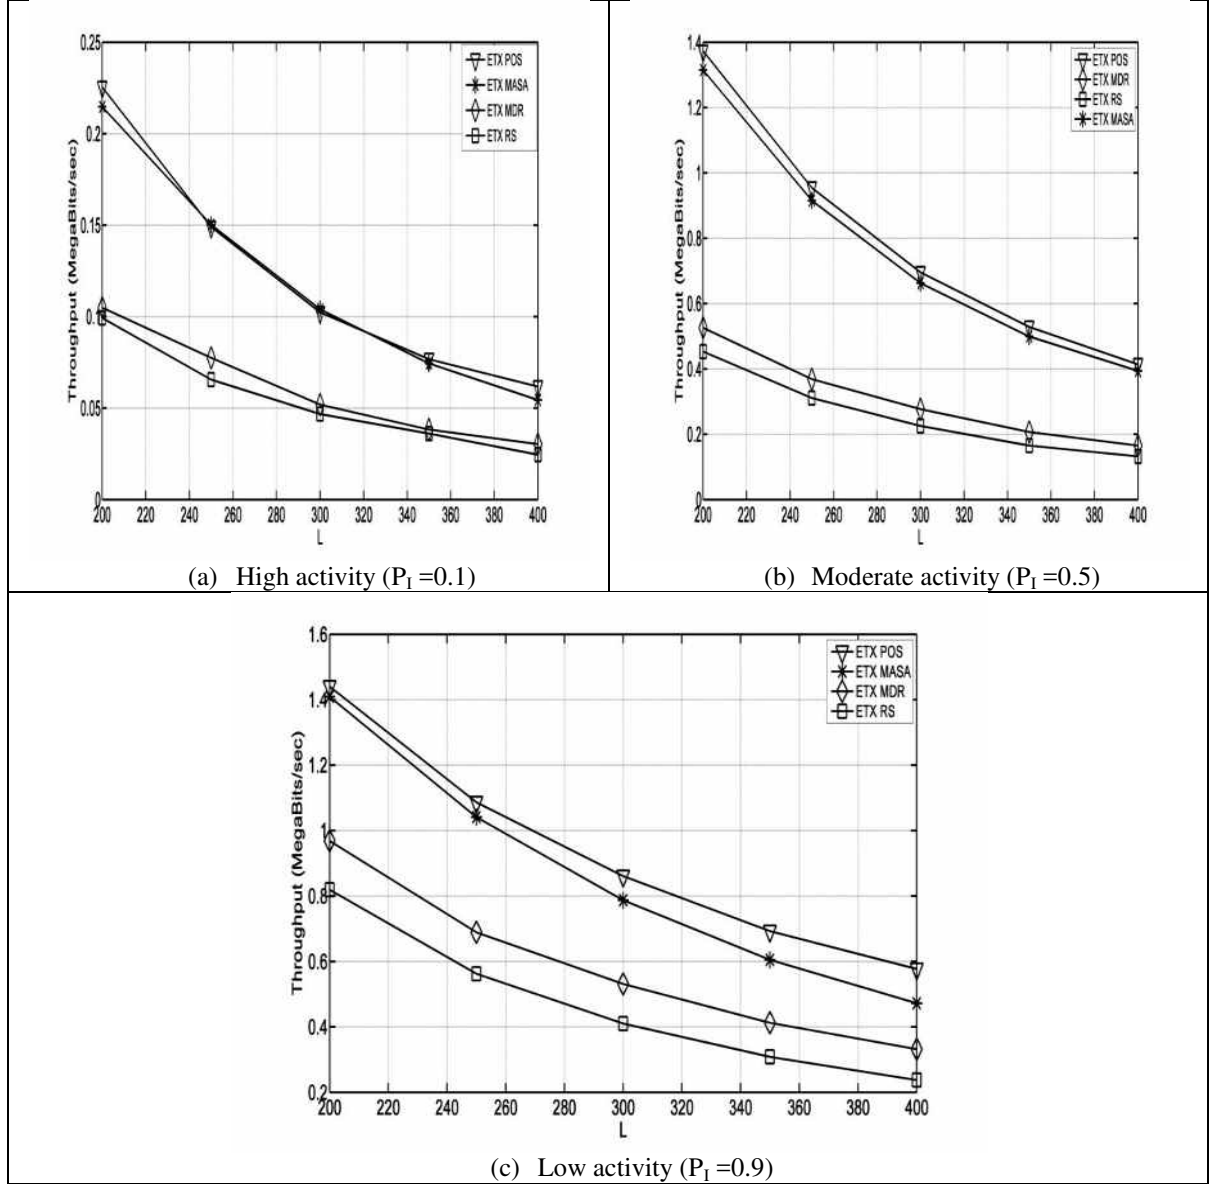 0.25
0.2
0.15
0.1
0.05
0
Throughput (MegaBits/sec)
ETX POS
ETX MASA
ETX MDR
ETX RS
200 220 240 260 280 300 320 340 360 380 400
L
(a) High activity (P_I =0.1)
1.4
1.2
1
0.8
0.6
0.4
0.2
0
Throughput (MegaBits/sec)
ETX POS
ETX MDR
ETX RS
ETX MASA
200 220 240 260 280 300 320 340 360 380 400
L
(b) Moderate activity (P_I =0.5)
1.6
1.4
1.2
1
0.8
0.6
0.4
0.2
Throughput (MegaBits/sec)
ETX POS
ETX MASA
ETX MDR
ETX RS
200 220 240 260 280 300 320 340 360 380 400
L
(c) Low activity (P_I =0.9)